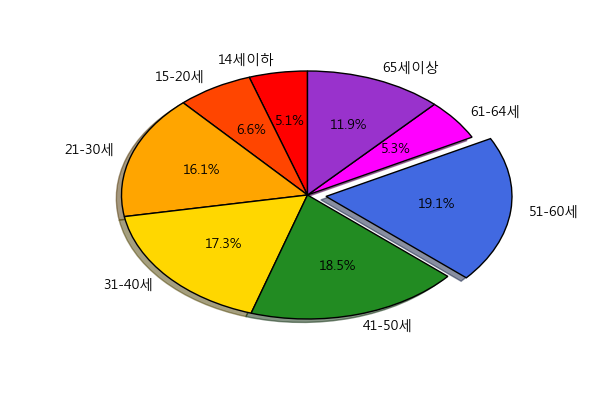 14세이하
5.1%
15-20세
6.6%
21-30세
16.1%
31-40세
17.3%
41-50세
18.5%
51-60세
19.1%
61-64세
5.3%
65세이상
11.9%